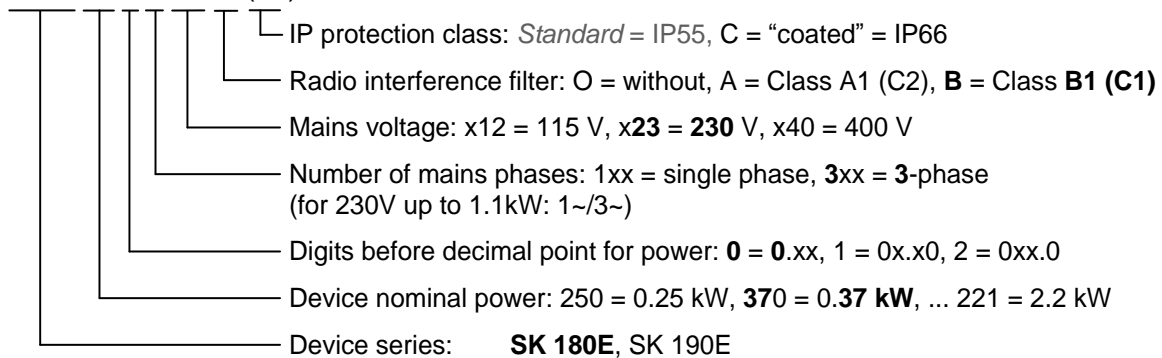 IP protection class: Standard = IP55, C = “coated” = IP66
Radio interference filter: O = without, A = Class A1 (C2), B = Class B1 (C1)
Mains voltage: x12 = 115 V, x23 = 230 V, x40 = 400 V
Number of mains phases: 1xx = single phase, 3xx = 3-phase
(for 230V up to 1.1kW: 1~/3~)
Digits before decimal point for power: 0 = 0.xx, 1 = 0x.x0, 2 = 0xx.0
Device nominal power: 250 = 0.25 kW, 370 = 0.37 kW, ... 221 = 2.2 kW
Device series: SK 180E, SK 190E